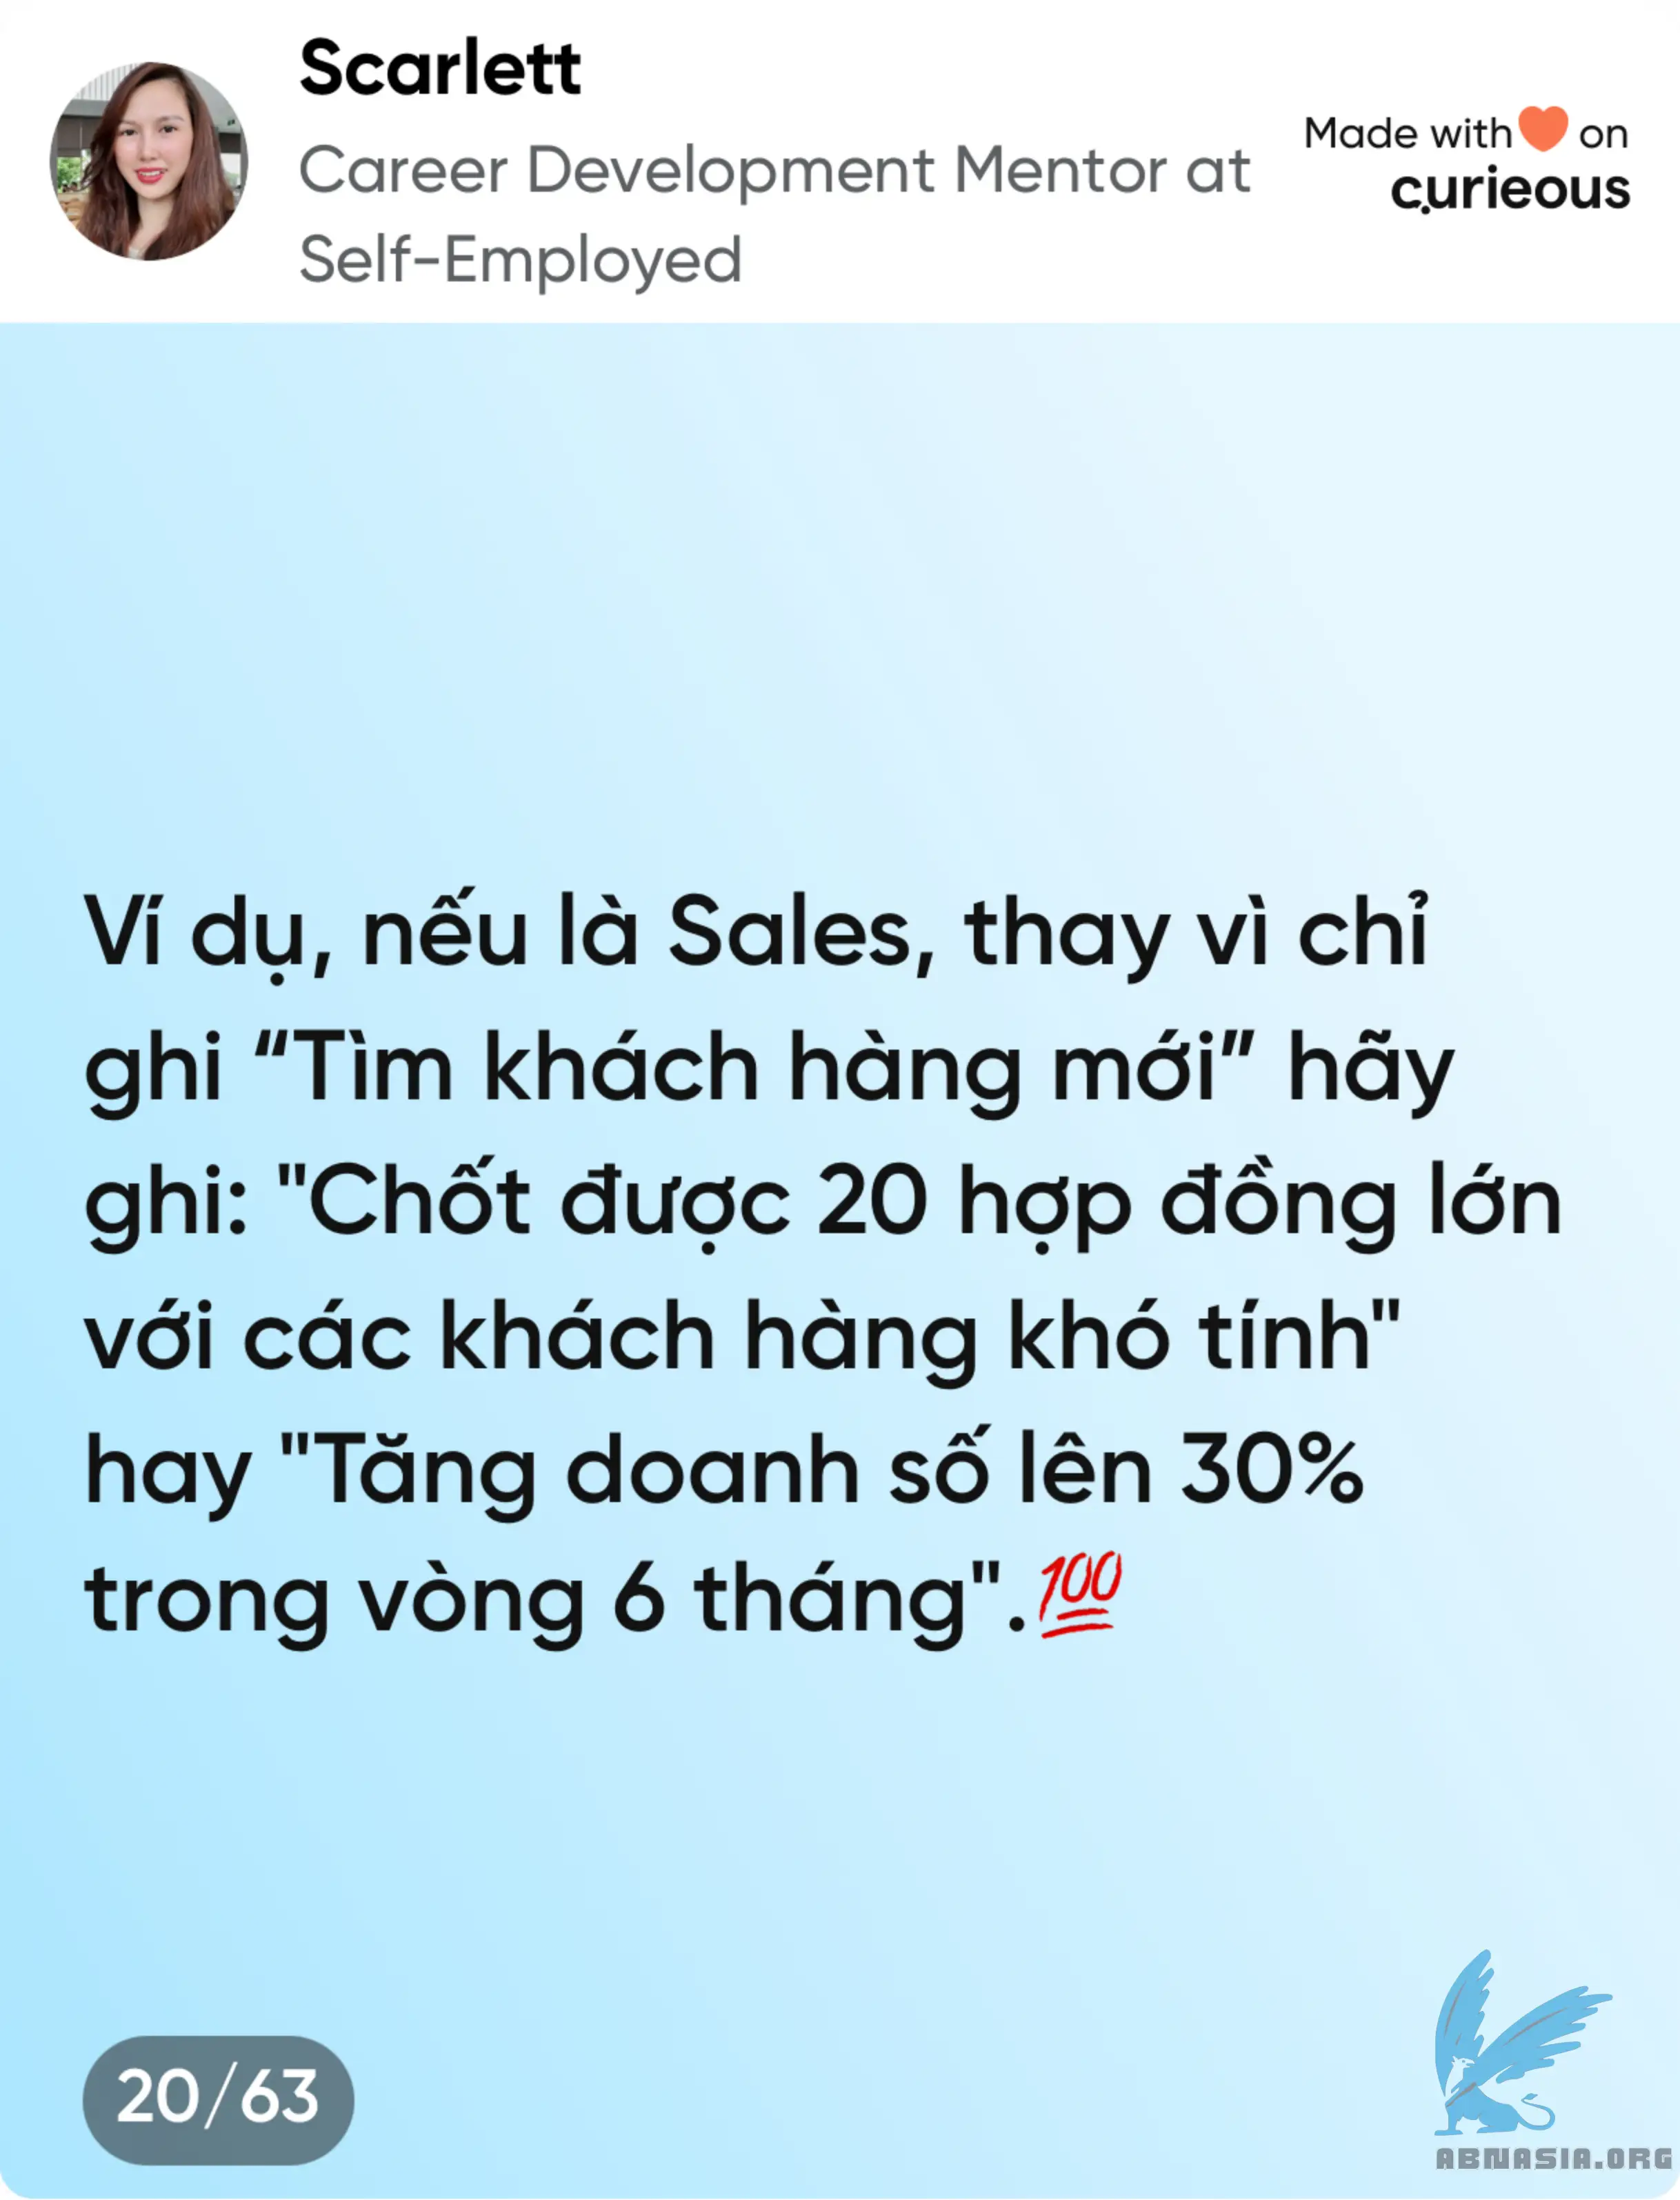 Scarlett
Career Development Mentor at
Self-Employed
Made with🧡 on
curieous
Ví dụ, nếu là Sales, thay vì chỉ
ghi “Tìm khách hàng mới” hãy
ghi: "Chốt được 20 hợp đồng lớn
với các khách hàng khó tính"
hay "Tăng doanh số lên 30%
trong vòng 6 tháng".💯
20/63
ABNASIA.ORG